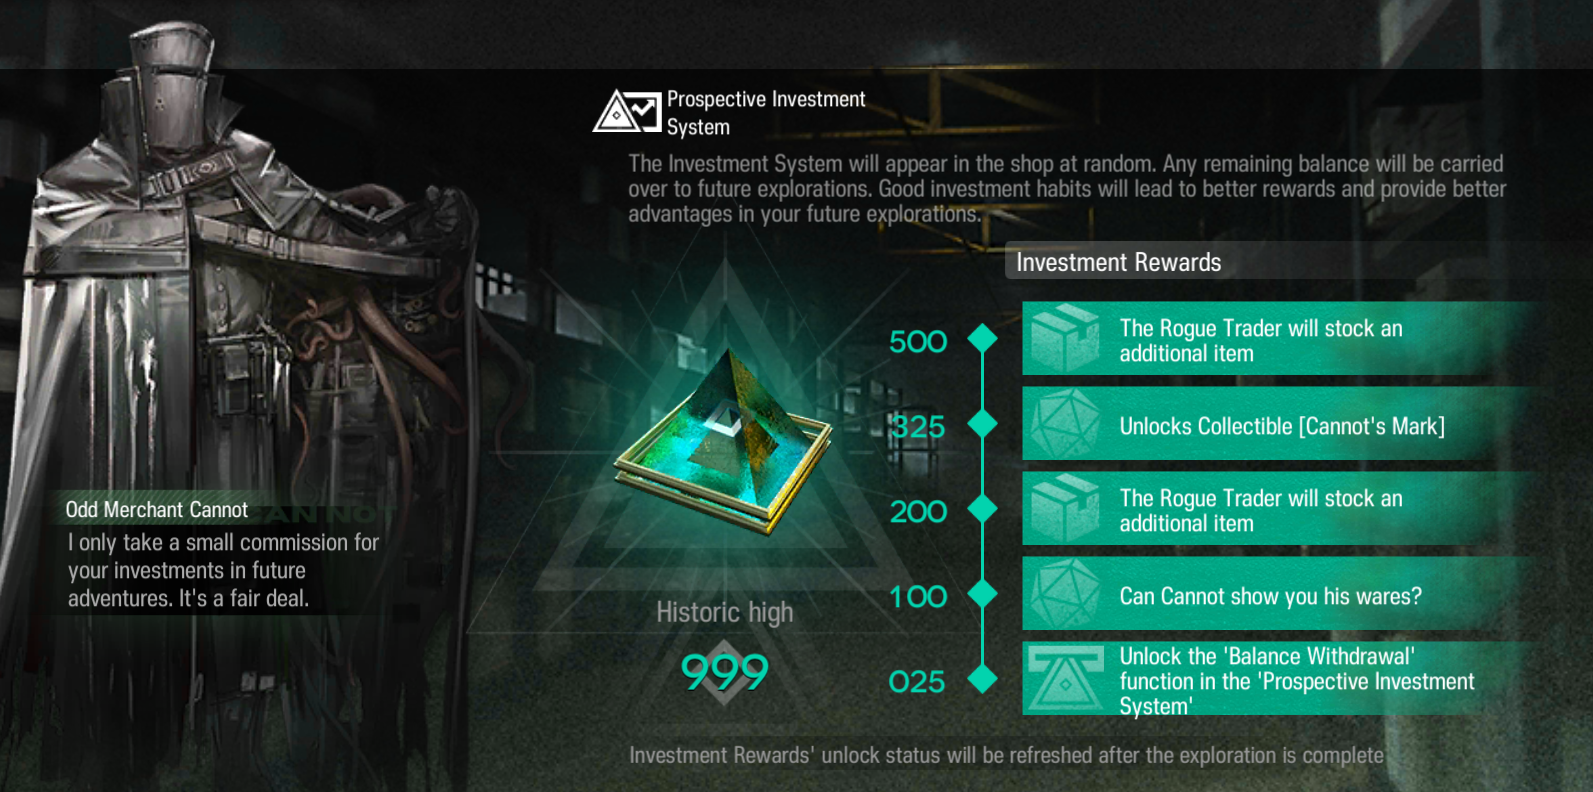 Prospective Investment
System
The Investment System will appear in the shop at random. Any remaining balance will be carried
over to future explorations. Good investment habits will lead to better rewards and provide better
advantages in your future explorations.
Investment Rewards
500
The Rogue Trader will stock an
additional item
325
Unlocks Collectible [Cannot's Mark]
200
The Rogue Trader will stock an
additional item
100
Can Cannot show you his wares?
025
Unlock the 'Balance Withdrawal'
function in the 'Prospective Investment
System'
Odd Merchant Cannot
CANNOT
I only take a small commission for
your investments in future
adventures. It's a fair deal.
Historic high
999
Investment Rewards' unlock status will be refreshed after the exploration is complete